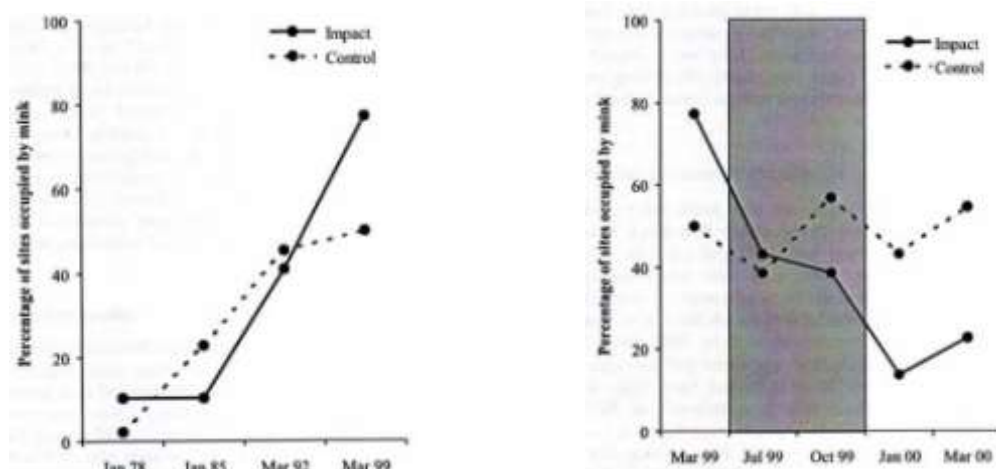 100
80
60
40
20
0
Percentage of sites occupied by mink
Impact
Control
Jan 78
Jan 85
Mar 92
Mar 99
100
80
60
40
20
0
Percentage of sites occupied by mink
Impact
Control
Mar 99
Jul 99
Oct 99
Jan 00
Mar 00